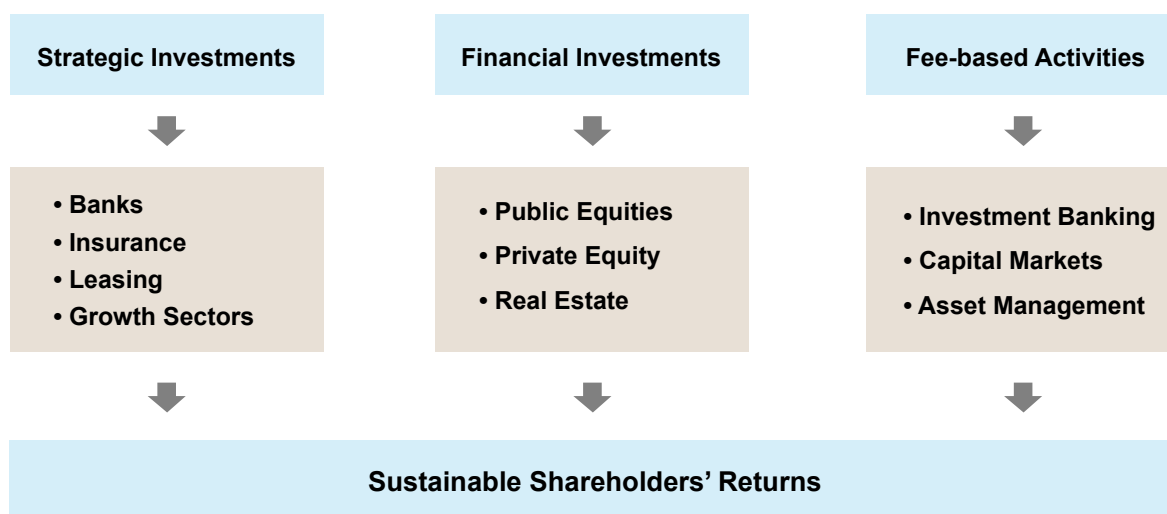 Strategic Investments
Financial Investments
Fee-based Activities
• Banks
• Insurance
• Leasing
• Growth Sectors
• Public Equities
• Private Equity
• Real Estate
• Investment Banking
• Capital Markets
• Asset Management
Sustainable Shareholders’ Returns